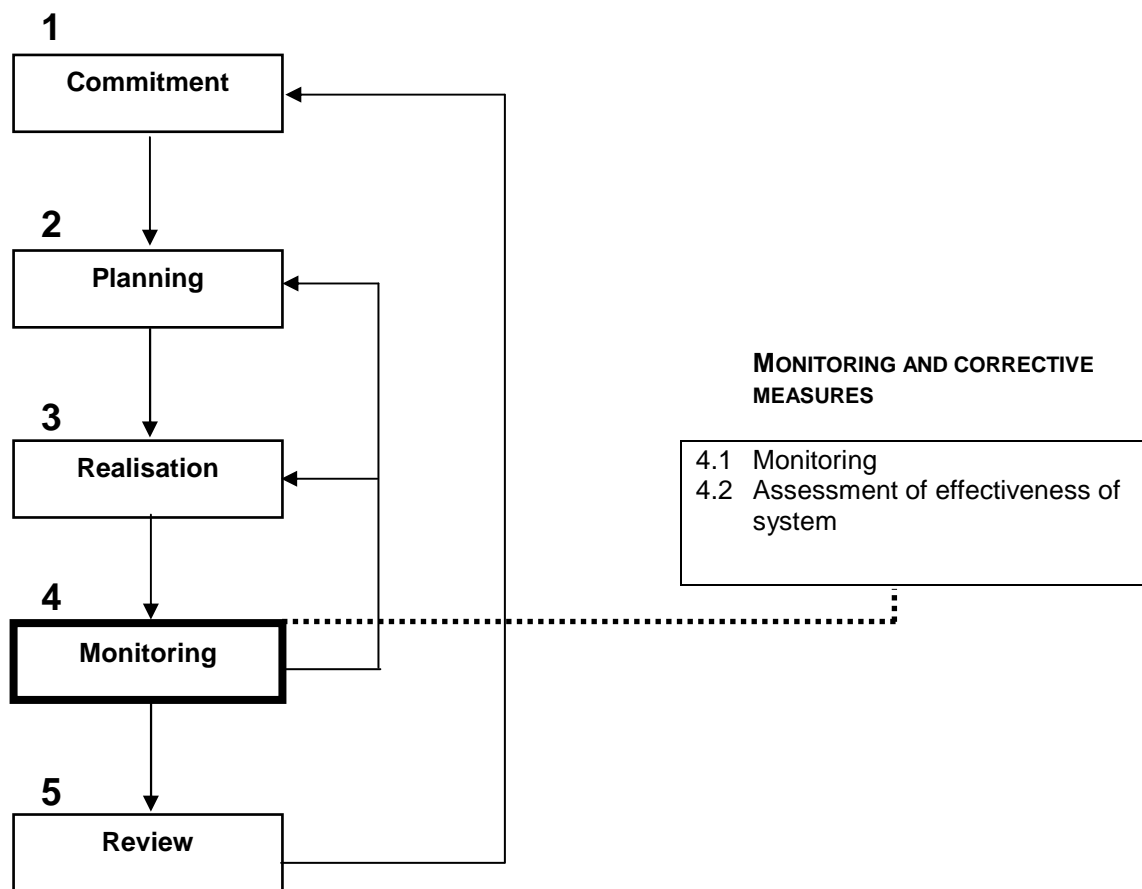 1
Commitment
2
Planning
3
Realisation
4
Monitoring
5
Review
MONITORING AND CORRECTIVE
MEASURES
4.1 Monitoring
4.2 Assessment of effectiveness of
system